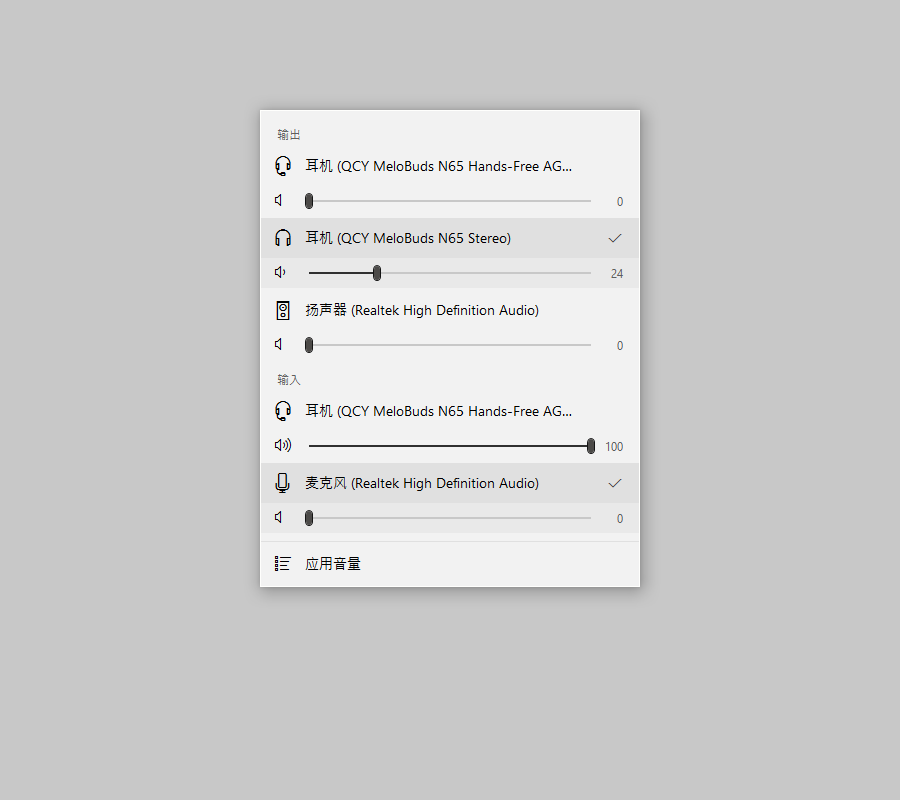 输出
耳机 (QCY MeloBuds N65 Hands-Free AG...
0
耳机 (QCY MeloBuds N65 Stereo)
24
扬声器 (Realtek High Definition Audio)
0
输入
耳机 (QCY MeloBuds N65 Hands-Free AG...
100
麦克风 (Realtek High Definition Audio)
0
应用音量